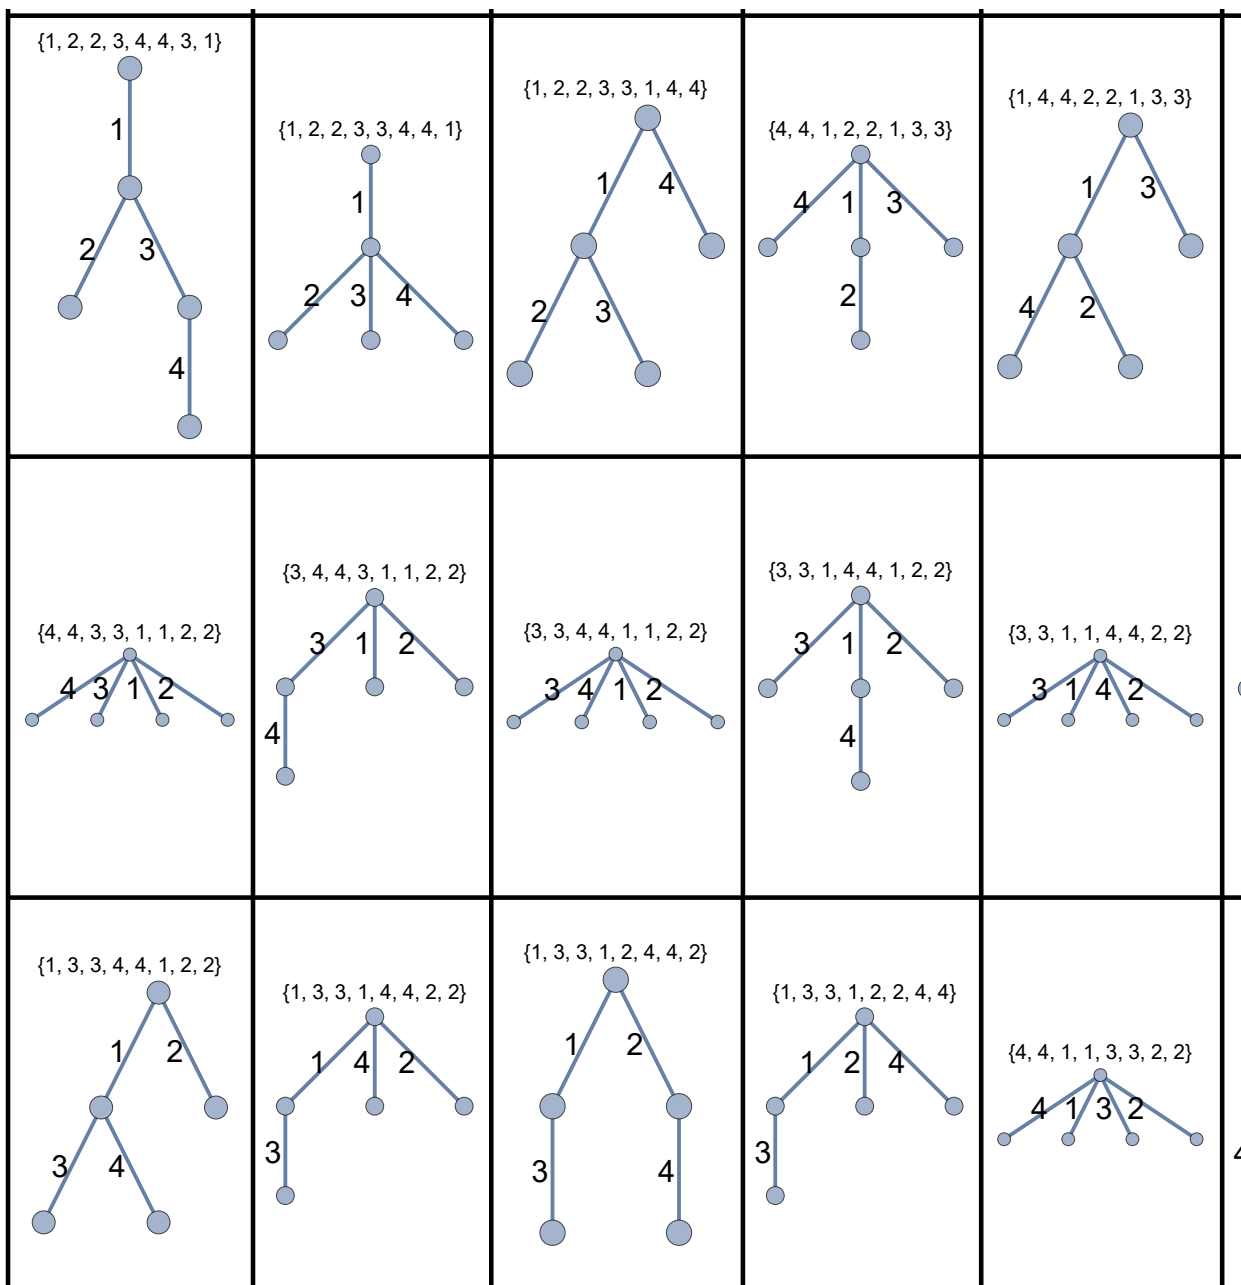 {1, 2, 2, 3, 4, 4, 3, 1}
1
2 3
4
{1, 2, 2, 3, 3, 4, 4, 1}
1
2 3 4
{1, 2, 2, 3, 3, 1, 4, 4}
1 4
2 3
{4, 4, 1, 2, 2, 1, 3, 3}
4 1 3
2
{1, 4, 4, 2, 2, 1, 3, 3}
1 3
4 2
{4, 4, 3, 3, 1, 1, 2, 2}
4 3 1 2
{3, 4, 4, 3, 1, 1, 2, 2}
3 1 2
4
{3, 3, 4, 4, 1, 1, 2, 2}
3 4 1 2
{3, 3, 1, 4, 4, 1, 2, 2}
3 1 2
4
{3, 3, 1, 1, 4, 4, 2, 2}
3 1 4 2
{1, 3, 3, 4, 4, 1, 2, 2}
1 2
3 4
{1, 3, 3, 1, 4, 4, 2, 2}
1 4 2
3
{1, 3, 3, 1, 2, 4, 4, 2}
1 2
3 4
{1, 3, 3, 1, 2, 2, 4, 4}
1 2 4
3
{4, 4, 1, 1, 3, 3, 2, 2}
4 1 3 2